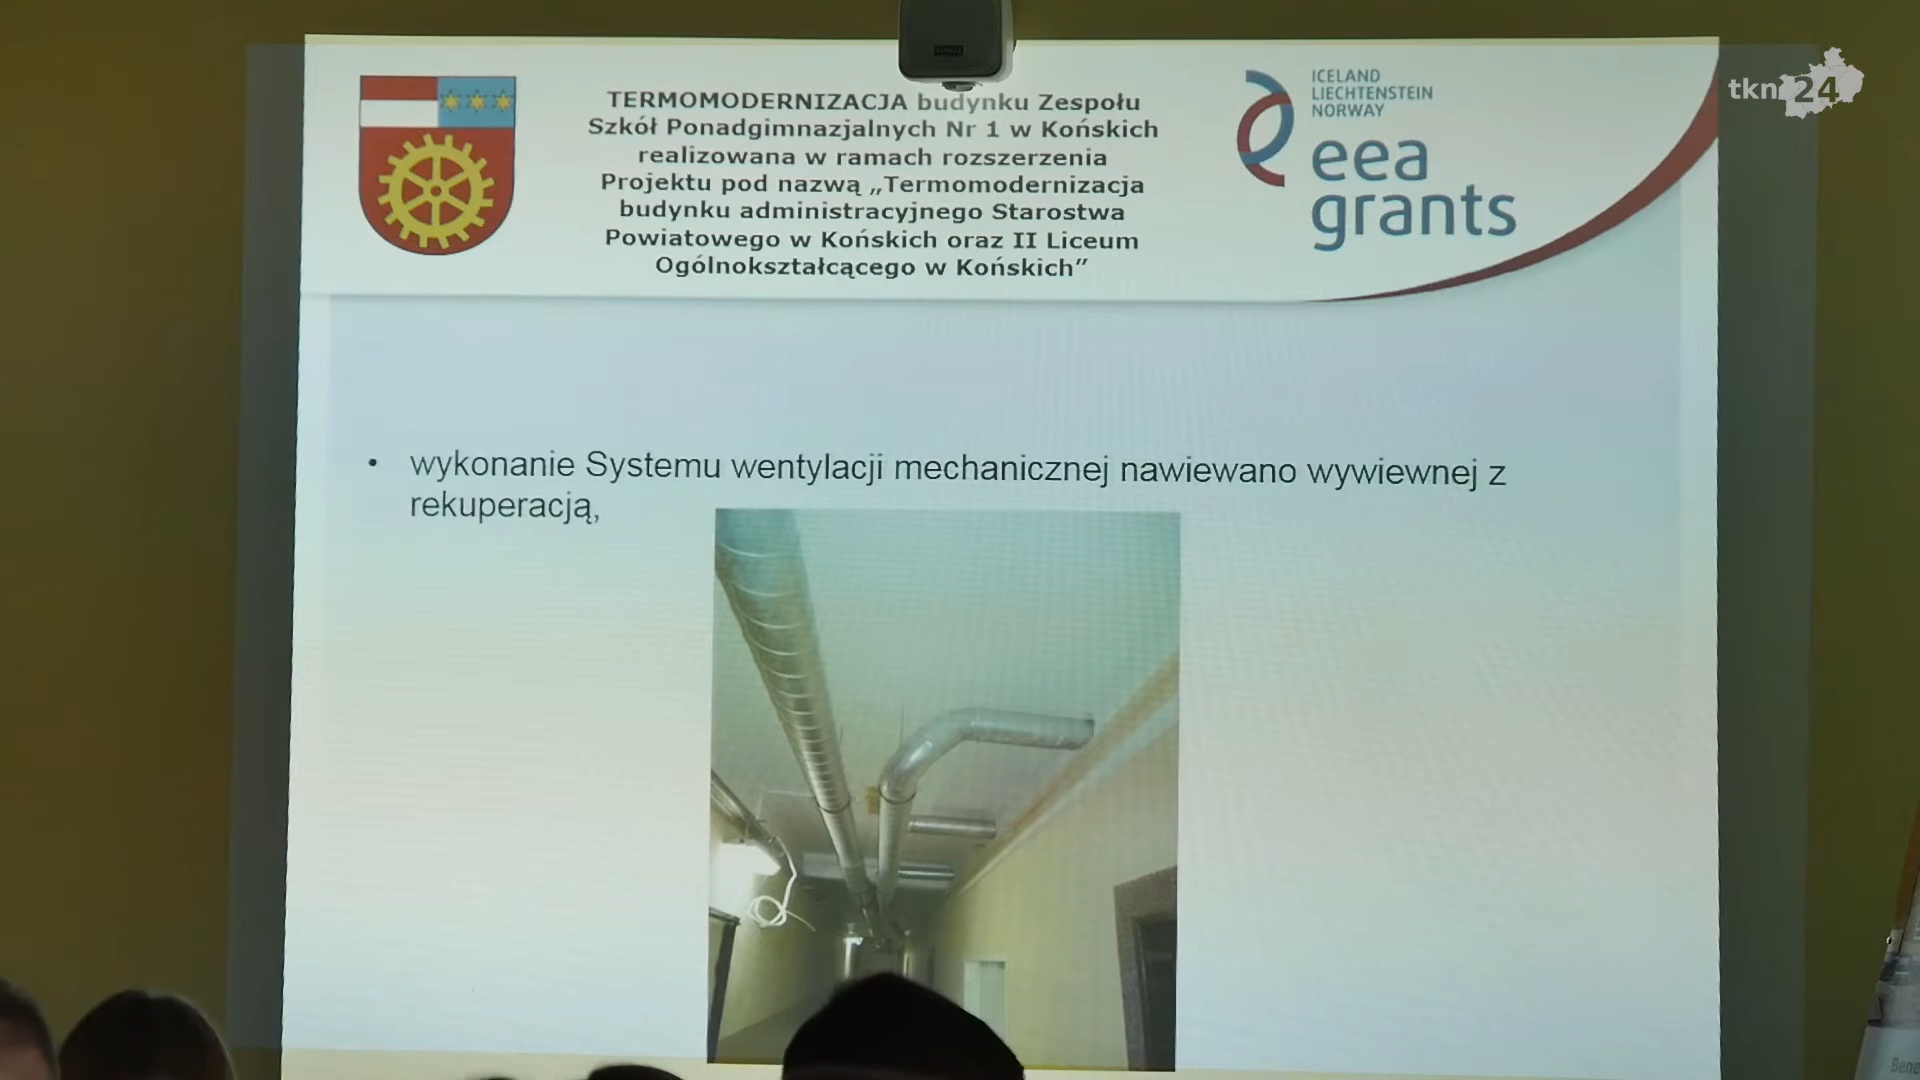 TERMOMODERNIZACJA budynku Zespołu
Szkół Ponadgimnazjalnych Nr 1 w Końskich
realizowana w ramach rozszerzenia
Projektu pod nazwą „Termomodernizacja
budynku administracyjnego Starostwa
Powiatowego w Końskich oraz II Liceum
Ogólnokształcącego w Końskich”
ICELAND
LIECHTENSTEIN
NORWAY
eea
grants
tkn24
• wykonanie Systemu wentylacji mechanicznej nawiewano wywiewnej z
rekuperacją,